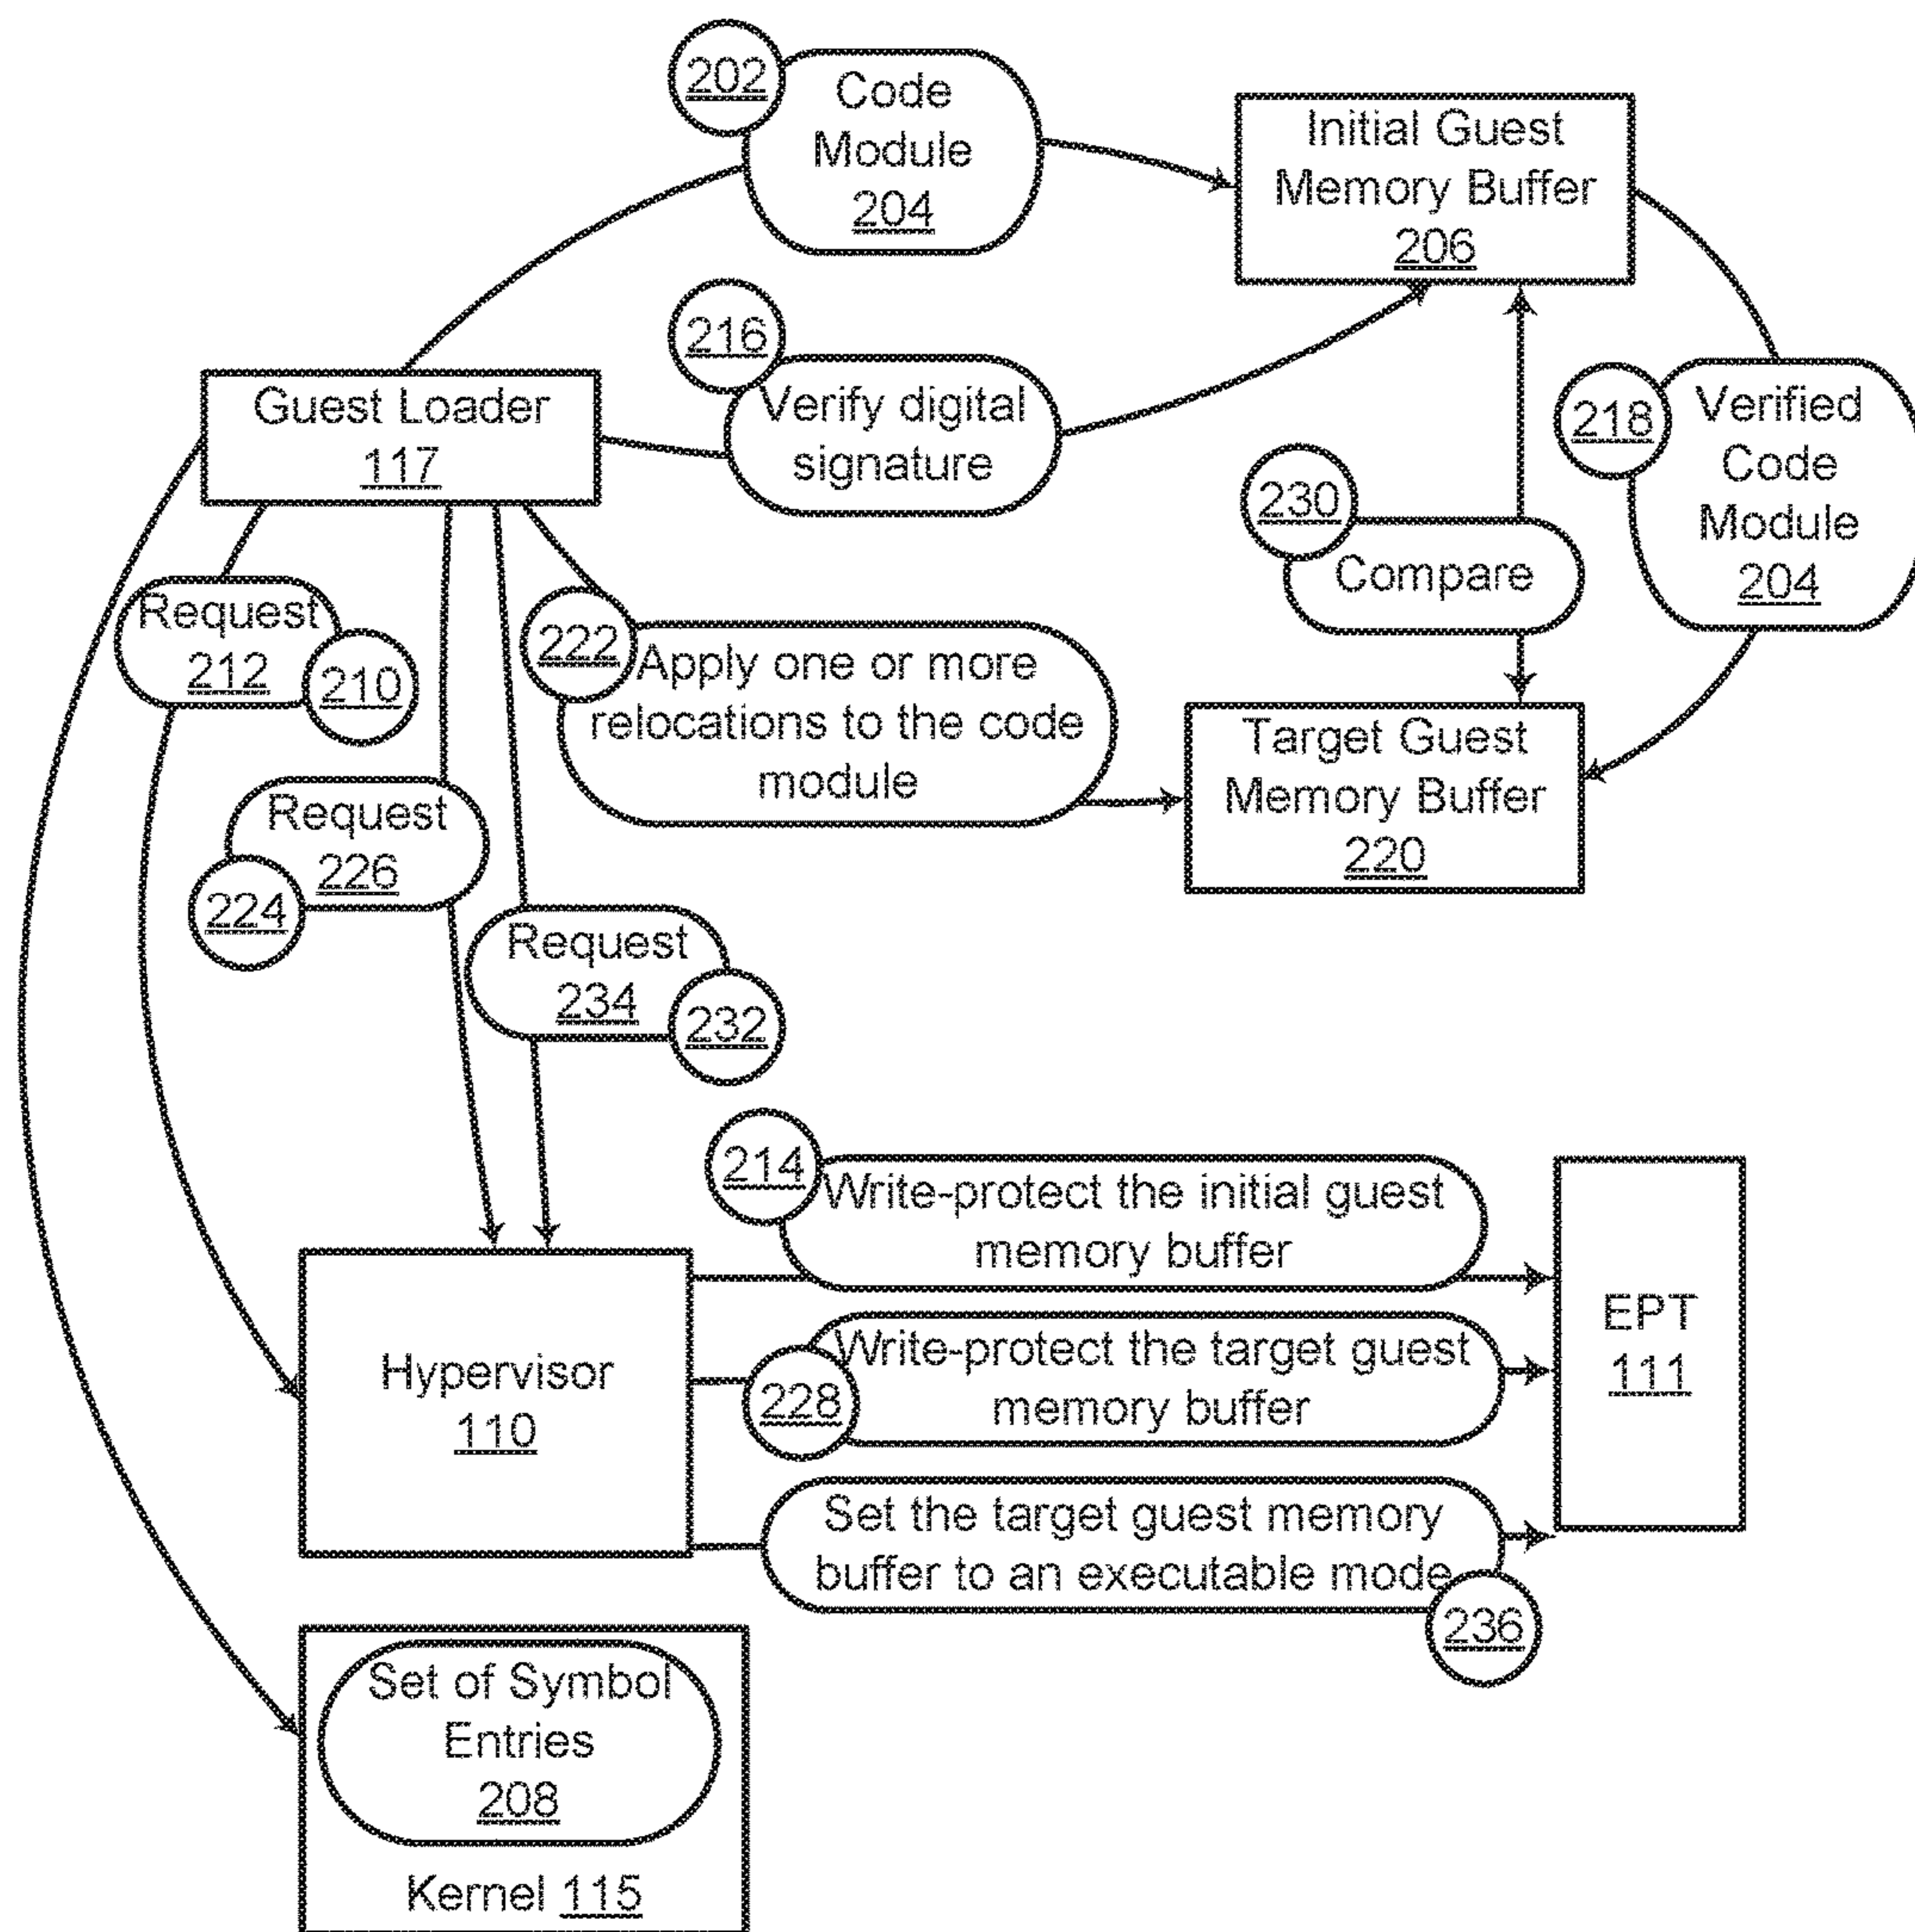 202
Code
Module
204
Initial Guest
Memory Buffer
206
216
Verify digital
signature
Guest Loader
117
218
Verified
Code
Module
204
230
Compare
Request
212
210
222
Apply one or more
relocations to the code
module
Target Guest
Memory Buffer
220
Request
226
224
Request
234
232
214
Write-protect the initial guest
memory buffer
Hypervisor
110
228
Write-protect the target guest
memory buffer
EPT
111
Set the target guest memory
buffer to an executable mode
236
Set of Symbol
Entries
208
Kernel 115